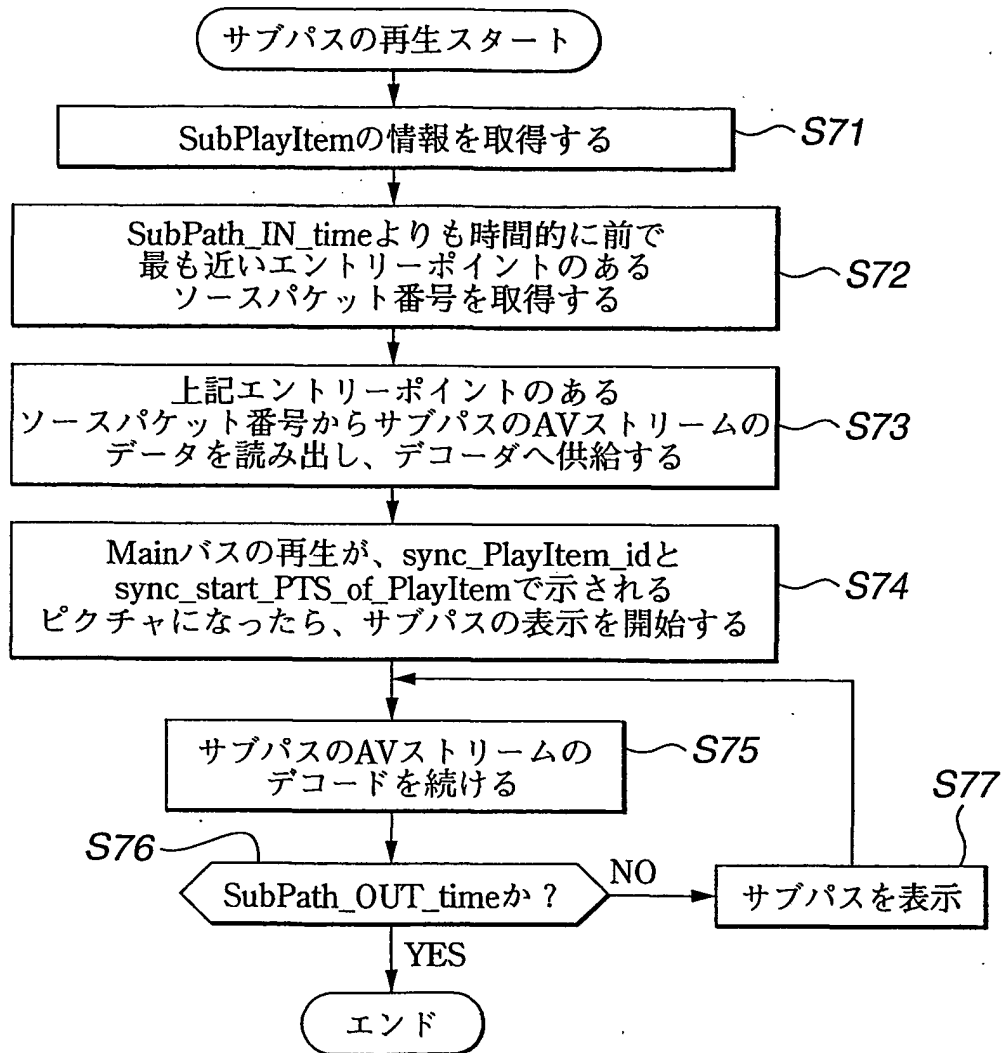 サブパスの再生スタート
SubPlayItemの情報を取得する
S71
SubPath_IN_timeよりも時間的に前で
最も近いエントリーポイントのある
ソースパケット番号を取得する
S72
上記エントリーポイントのある
ソースパケット番号からサブパスのAVストリームの
データを読み出し、デコーダへ供給する
S73
Mainパスの再生が、sync_PlayItem_idと
sync_start_PTS_of_PlayItemで示される
ピクチャになったら、サブパスの表示を開始する
S74
サブパスのAVストリームの
デコードを続ける
S75
S76
SubPath_OUT_timeか？
NO
S77
サブパスを表示
YES
エンド